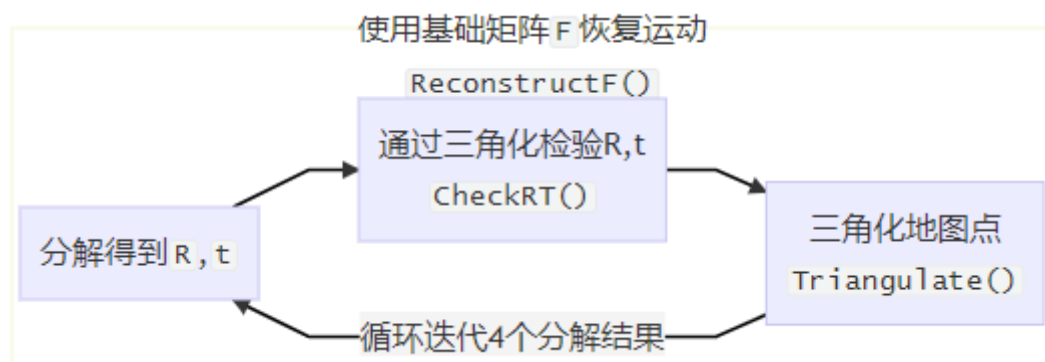 使用基础矩阵F恢复运动
ReconstructF()
通过三角化检验R,t
CheckRT()
分解得到R,t
三角化地图点
Triangulate()
循环迭代4个分解结果